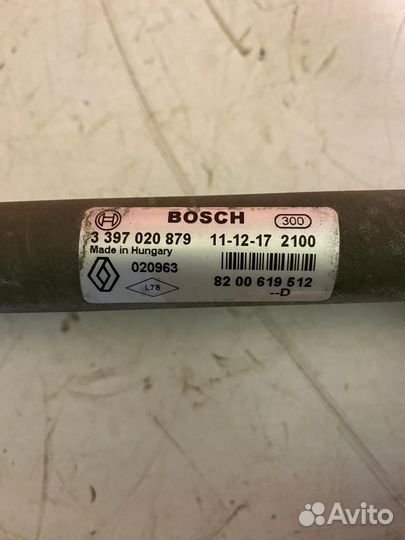 BOSCH 300
3 397 020 879 11-12-17 2100
Made in Hungary
020963
L78
82 00 619 512
--D
Avito